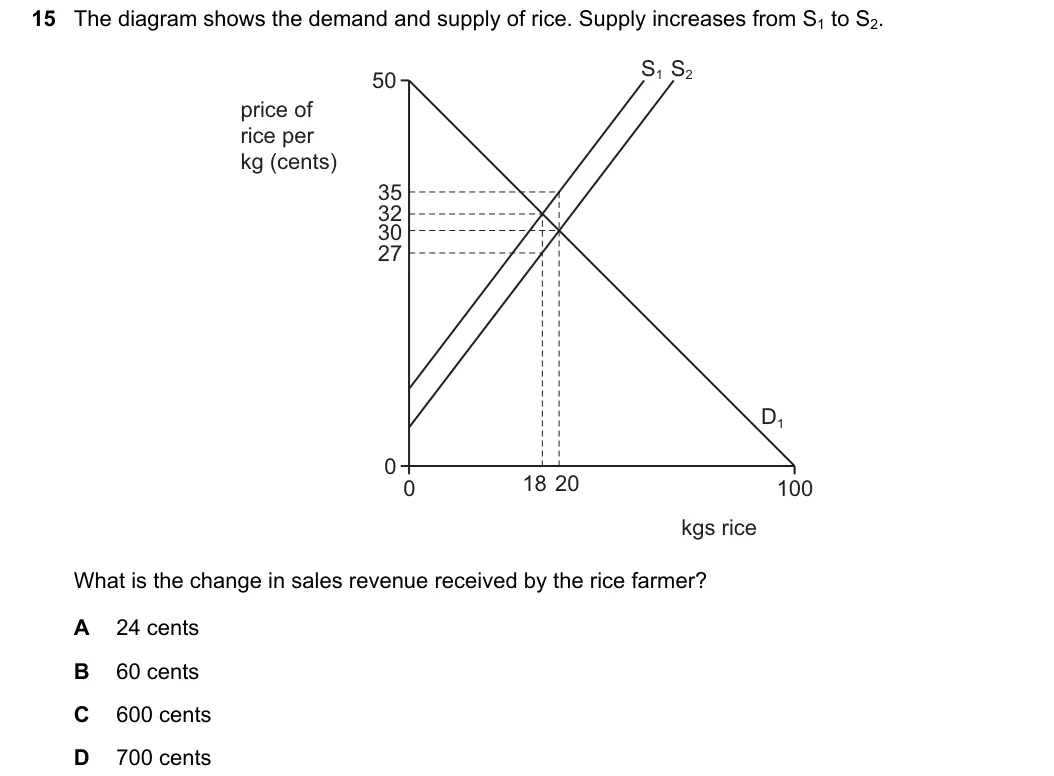 15 The diagram shows the demand and supply of rice. Supply increases from S₁ to S₂.
S₁ S₂
50
price of
rice per
kg (cents)
35
32
30
27
D₁
0
0 18 20 100
kgs rice
What is the change in sales revenue received by the rice farmer?
A 24 cents
B 60 cents
C 600 cents
D 700 cents